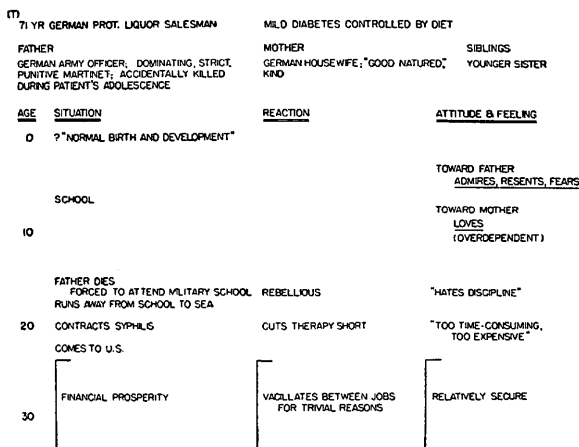 (1)
71 YR GERMAN PROT. LIQUOR SALESMAN MILD DIABETES CONTROLLED BY DIET
FATHER MOTHER SIBLINGS
GERMAN ARMY OFFICER; DOMINATING, STRICT, GERMAN HOUSEWIFE; "GOOD NATURED," YOUNGER SISTER
PUNITIVE MARTINET; ACCIDENTALLY KILLED KIND
DURING PATIENT'S ADOLESCENCE
AGE SITUATION REACTION ATTITUDE & FEELING
0 ? "NORMAL BIRTH AND DEVELOPMENT"
TOWARD FATHER
ADMIRES, RESENTS, FEARS
SCHOOL
TOWARD MOTHER
10 LOVES
(OVERDEPENDENT)
FATHER DIES
FORCED TO ATTEND MILITARY SCHOOL REBELLIOUS "HATES DISCIPLINE"
RUNS AWAY FROM SCHOOL TO SEA
20 CONTRACTS SYPHILIS CUTS THERAPY SHORT "TOO TIME-CONSUMING,
TOO EXPENSIVE"
COMES TO U.S.
FINANCIAL PROSPERITY VACILLATES BETWEEN JOBS RELATIVELY SECURE
FOR TRIVIAL REASONS
30